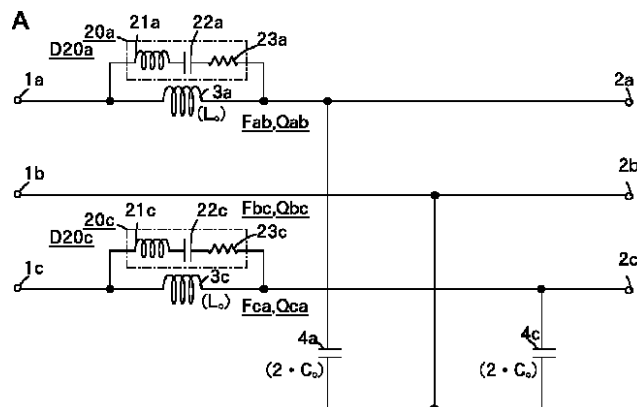 A
21a
22a
20a
23a
D20a
1a
3a
2a
(L₀)
Fab,Qab
1b
2b
21c
22c
Fbc,Qbc
20c
23c
D20c
1c
3c
2c
(L₀)
Fca,Qca
4a
4c
(2・C₀)
(2・C₀)